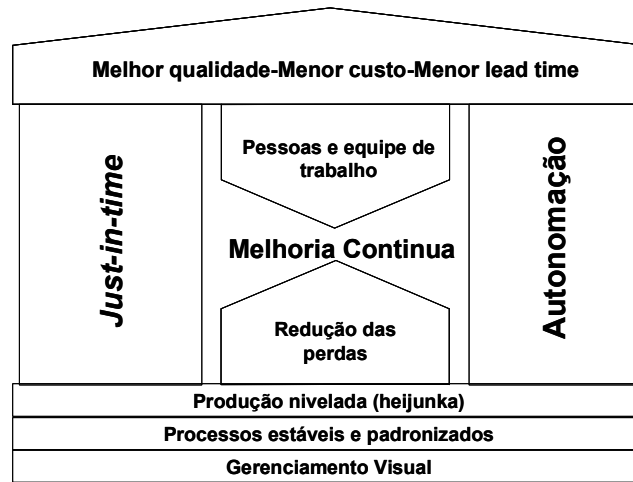 Melhor qualidade-Menor custo-Menor lead time
Just-in-time
Pessoas e equipe de
trabalho
Melhoria Continua
Redução das
perdas
Autonomação
Produção nivelada (heijunka)
Processos estáveis e padronizados
Gerenciamento Visual